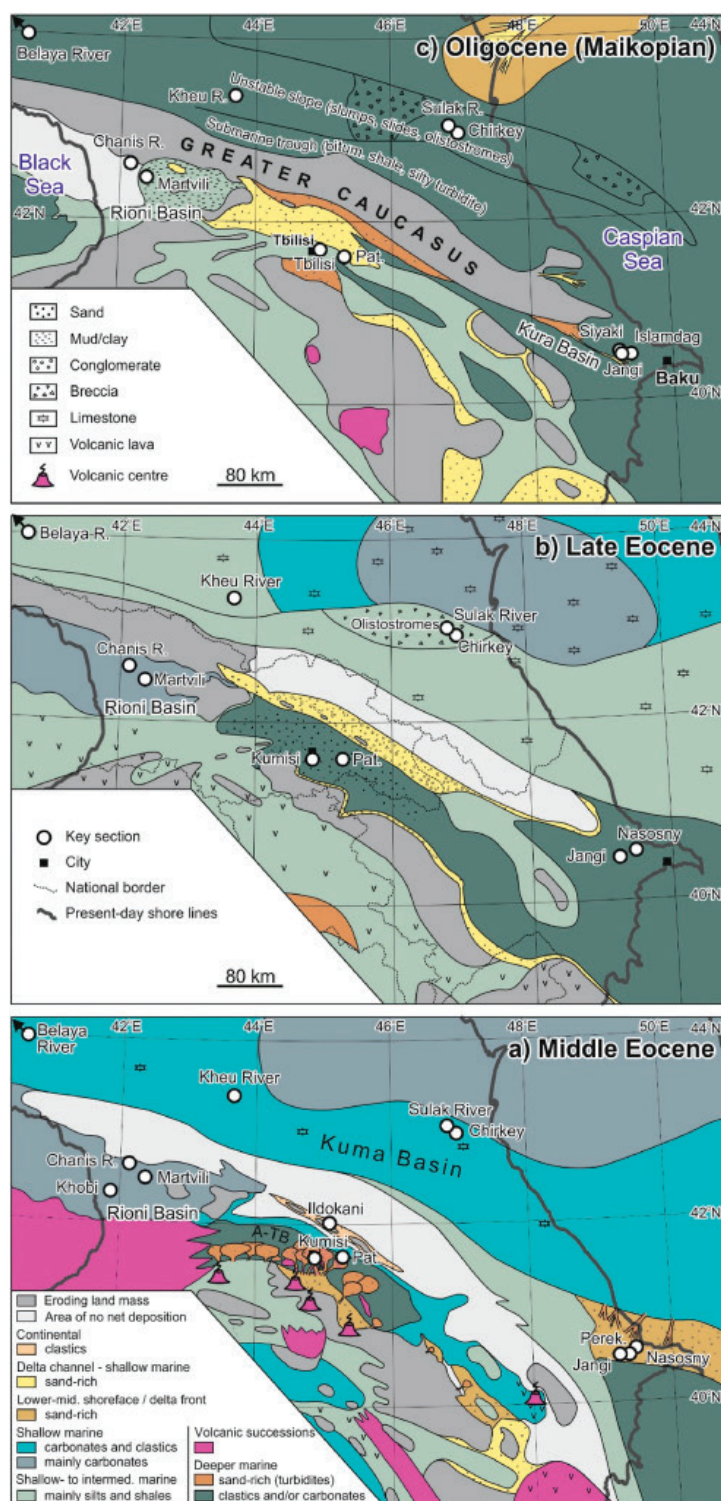 44°E
46°E
48°E
50°E
c) Oligocene (Maikopian)
Belaya River
Kheu R.
Unstable slope (slumps, slides, olistostromes)
Sulak R.
Chirkey
Submarine trough (bitum. shale, silty turbidite)
Chanis R.
Black
Sea
Martvili
GREATER CAUCASUS
Rioni Basin
42°N
42°N
Tbilisi
Tbilisi
Pat.
Caspian
Sea
Sand
Mud/clay
Conglomerate
Breccia
Limestone
Volcanic lava
Volcanic centre
80 km
Siyaki
Islamdag
Kura Basin
Jangi
Baku
40°N
42°E
44°E
46°E
48°E
50°E
b) Late Eocene
Belaya R.
Kheu River
Olistostromes
Sulak River
Chirkey
Chanis R.
Martvili
Rioni Basin
42°N
Kumisi
Pat.
Key section
City
National border
Present-day shore lines
Nasosny
Jangi
40°N
80 km
42°E
44°E
46°E
48°E
50°E
a) Middle Eocene
Belaya
River
Kheu River
Sulak River
Chirkey
Kuma Basin
Chanis R.
Martvili
Khobi
Rioni Basin
Ildokani
42°N
A-TB
Kumisi
Pat.
Perek.
Jangi
Nasosny
40°N
Eroding land mass
Area of no net deposition
Continental
clastics
Delta channel - shallow marine
sand-rich
Lower-mid. shoreface / delta front
sand-rich
Shallow marine
carbonates and clastics
mainly carbonates
Shallow- to intermed. marine
mainly silts and shales
Volcanic successions
Deeper marine
sand-rich (turbidites)
clastics and/or carbonates